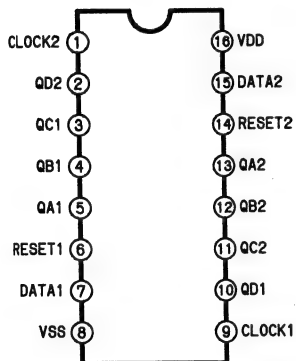 CLOCK2 1 16 VDD
QD2 2 15 DATA2
QC1 3 14 RESET2
QB1 4 13 QA2
QA1 5 12 QB2
RESET1 6 11 QC2
DATA1 7 10 QD1
VSS 8 9 CLOCK1